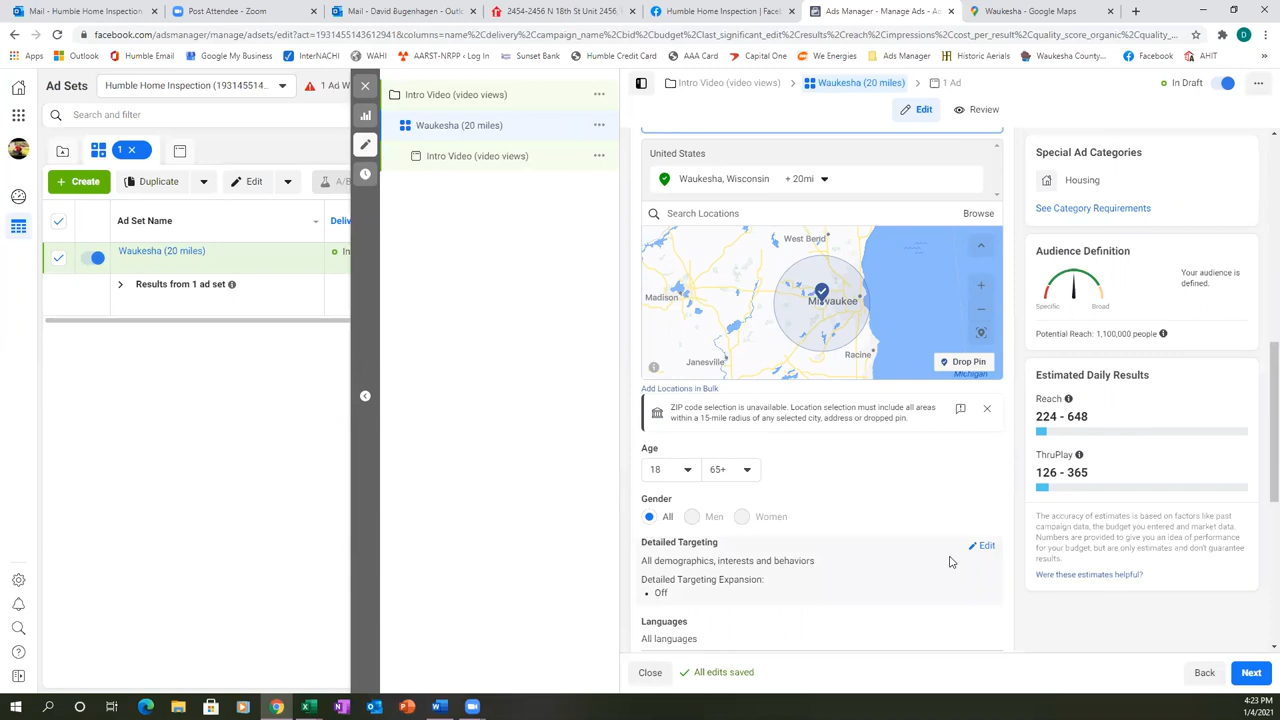 Mail - Humble Home Inspection (
Post Attendee - Zoom
Mail - David Bugenhagen - Outlo
2454-2456 N 18th St Unit 2456,
Humble Home Inspection | Faceb
Ads Manager - Manage Ads - Ac
Waukesha - Google Maps
facebook.com/adsmanager/manage/adsets/edit?act=1931455143612941&columns=name%2Cdelivery%2Ccampaign_name%2Cbid%2Cbudget%2Clast_significant_edit%2Cresults%2Creach%2Cimpressions%2Ccost_per_result%2Cquality_score_organic%2Cquality_...
Apps
Outlook
Humble Email
Google My Business
WAHI
AARST-NRPP < Log In
Sunset Bank
Humble Credit Card
AAA Card
Capital One
We Energies
Ads Manager
Historic Aerials
Waukesha County...
Facebook
AHIT
Ad Sets
Humble Home Inspection (193145514...
1 Ad W
Search and filter
1
Create
Duplicate
Edit
A/B
Ad Set Name
Deliv
Waukesha (20 miles)
In
Results from 1 ad set
Intro Video (video views)
Waukesha (20 miles)
Intro Video (video views)
Intro Video (video views)
Waukesha (20 miles)
1 Ad
In Draft
Edit
Review
United States
Waukesha, Wisconsin + 20mi
Search Locations
Browse
West Bend
Madison
Milwaukee
Janesville
Racine
Michigan
Drop Pin
Add Locations in Bulk
ZIP code selection is unavailable. Location selection must include all areas
within a 15-mile radius of any selected city, address or dropped pin.
Age
18
65+
Gender
All
Men
Women
Detailed Targeting
Edit
All demographics, interests and behaviors
Detailed Targeting Expansion:
Off
Languages
All languages
Close
All edits saved
Back
Next
Special Ad Categories
Housing
See Category Requirements
Audience Definition
Your audience is
defined.
Specific
Broad
Potential Reach: 1,100,000 people
Estimated Daily Results
Reach
224 - 648
ThruPlay
126 - 365
The accuracy of estimates is based on factors like past
campaign data, the budget you entered and market data.
Numbers are provided to give you an idea of performance
for your budget, but are only estimates and don't guarantee
results.
Were these estimates helpful?
4:23 PM
1/4/2021